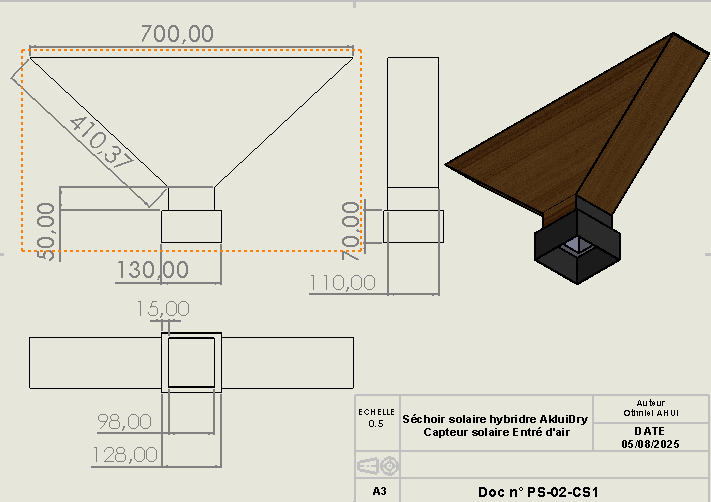 700,00
410,37
50,00
70,00
130,00
110,00
15,00
98,00
128,00
ECHELLE
0.5
Séchoir solaire hybridre AkluiDry
Capteur solaire Entré d'air
Auteur
Othniel AHUI
DATE
05/08/2025
A3
Doc n° PS-02-CS1